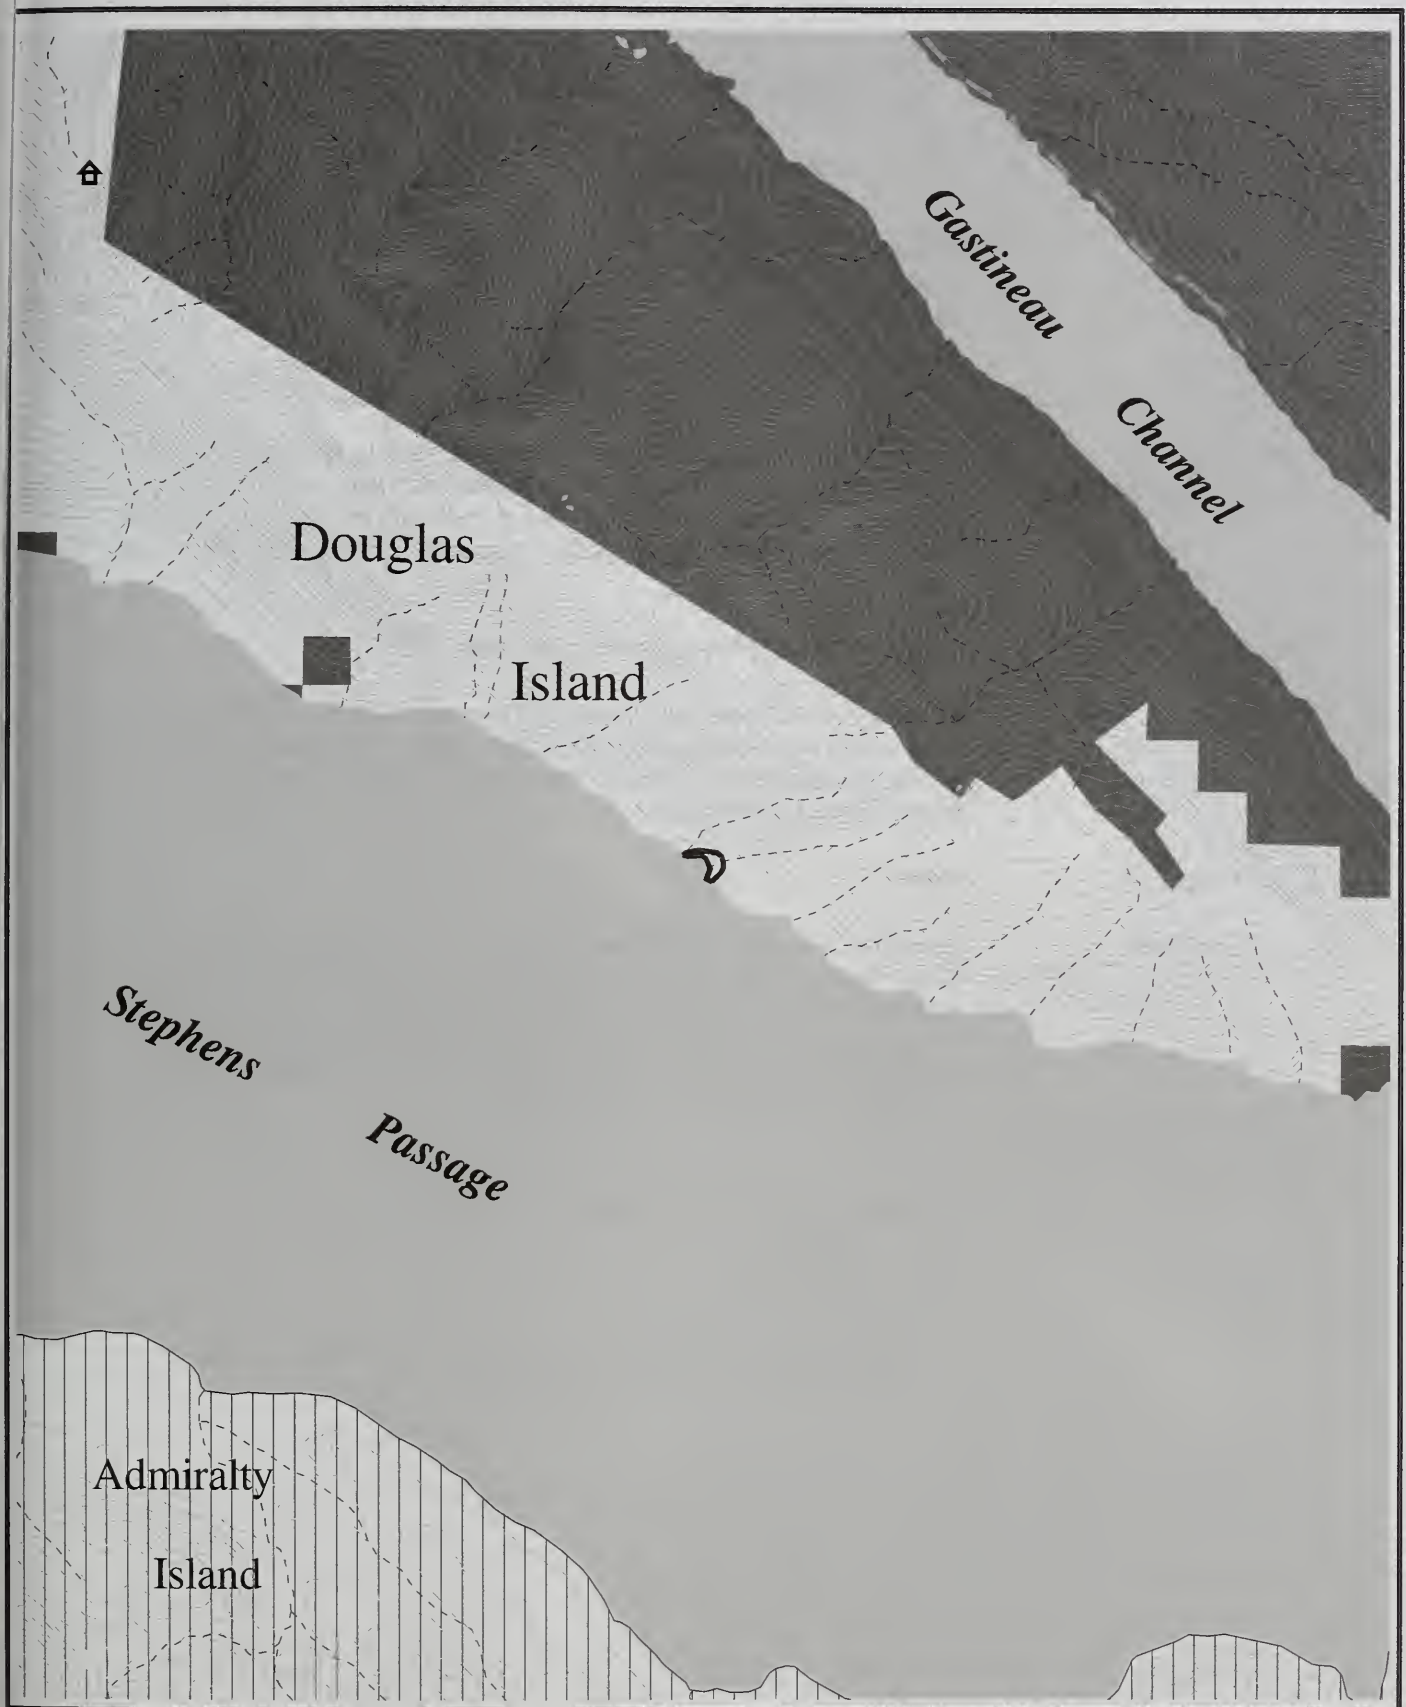 Gastineau
Channel
Douglas
Island
Stephens
Passage
Admiralty
Island